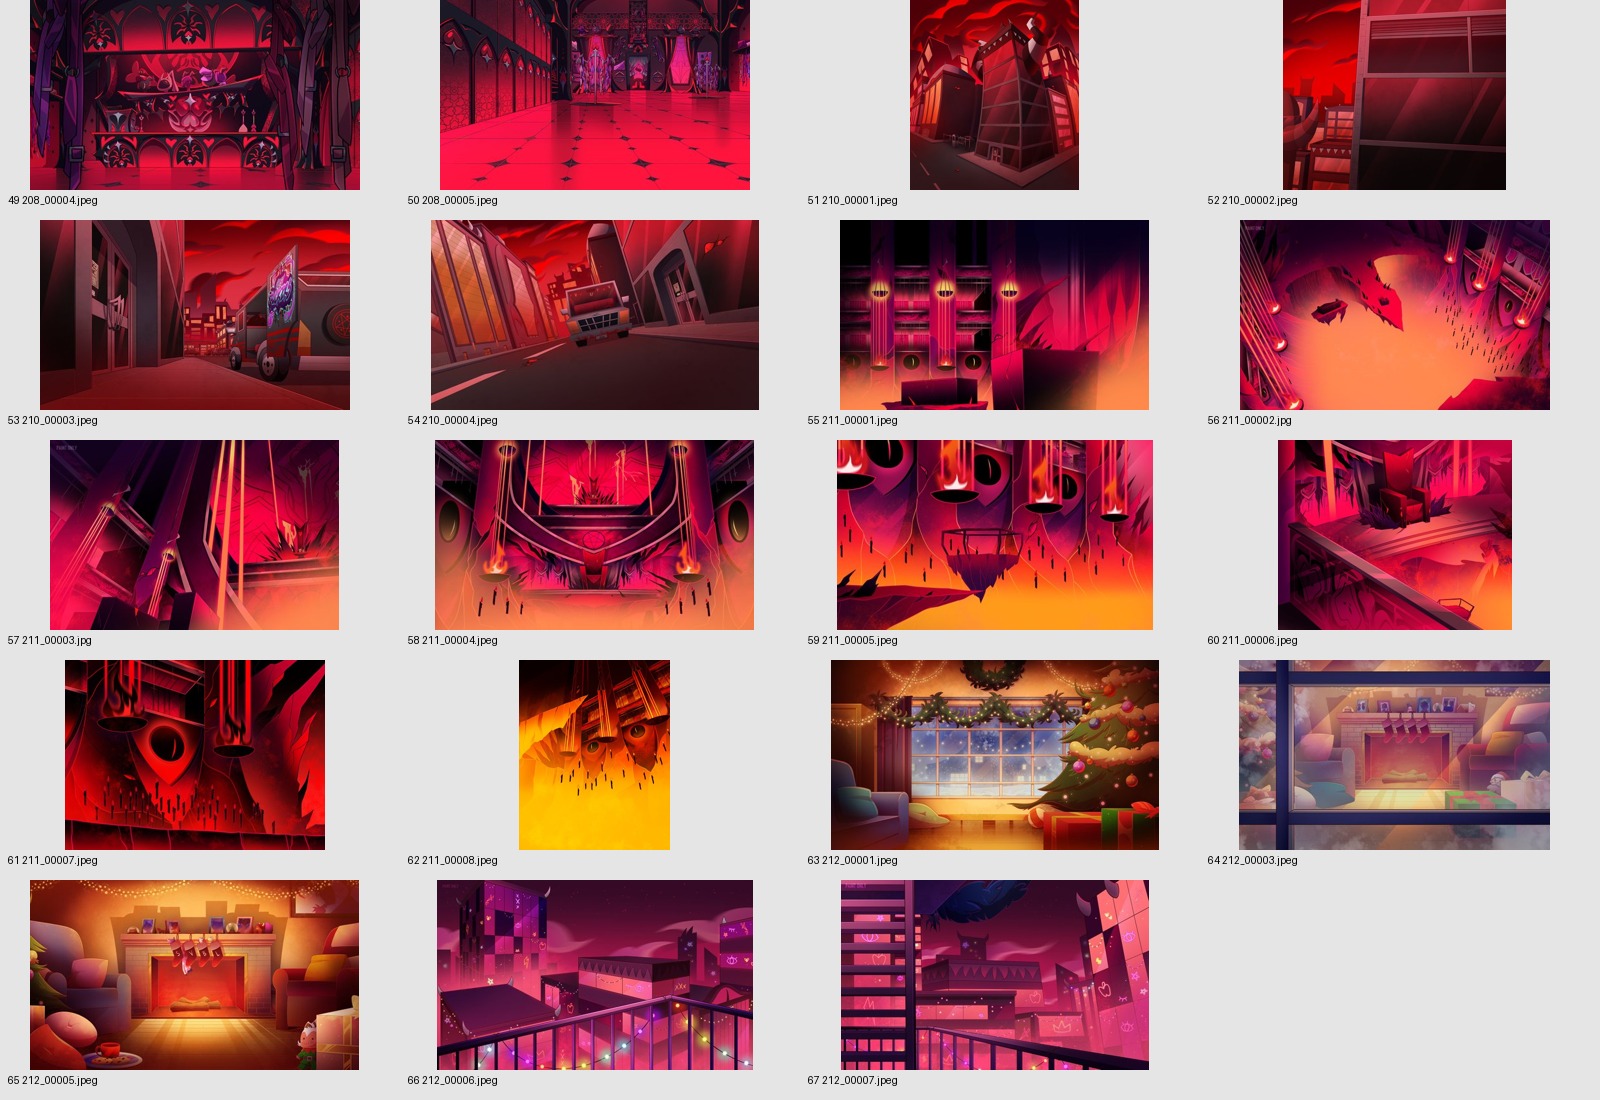 49 208_00004.jpeg
50 208_00005.jpeg
51 210_00001.jpeg
52 210_00002.jpeg
53 210_00003.jpeg
54 210_00004.jpeg
55 211_00001.jpeg
56 211_00002.jpg
57 211_00003.jpg
58 211_00004.jpeg
59 211_00005.jpeg
60 211_00006.jpeg
61 211_00007.jpeg
62 211_00008.jpeg
63 212_00001.jpeg
64 212_00003.jpeg
65 212_00005.jpeg
66 212_00006.jpeg
67 212_00007.jpeg